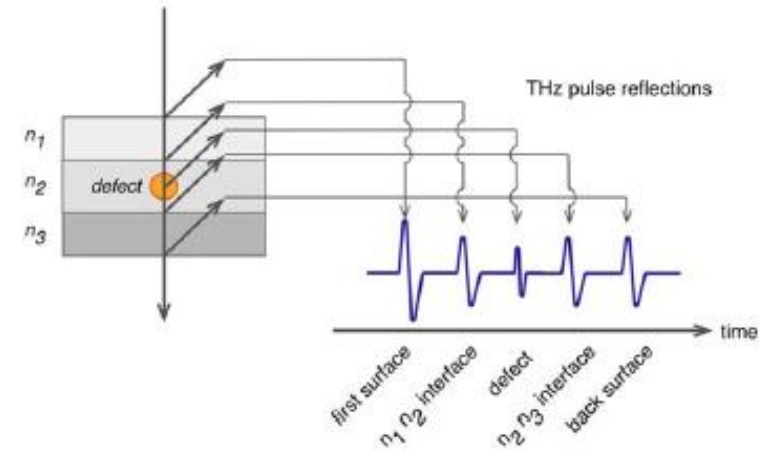 THz pulse reflections
n1
n2
defect
n3
time
first surface
n1 n2 interface
defect
n2 n3 interface
back surface